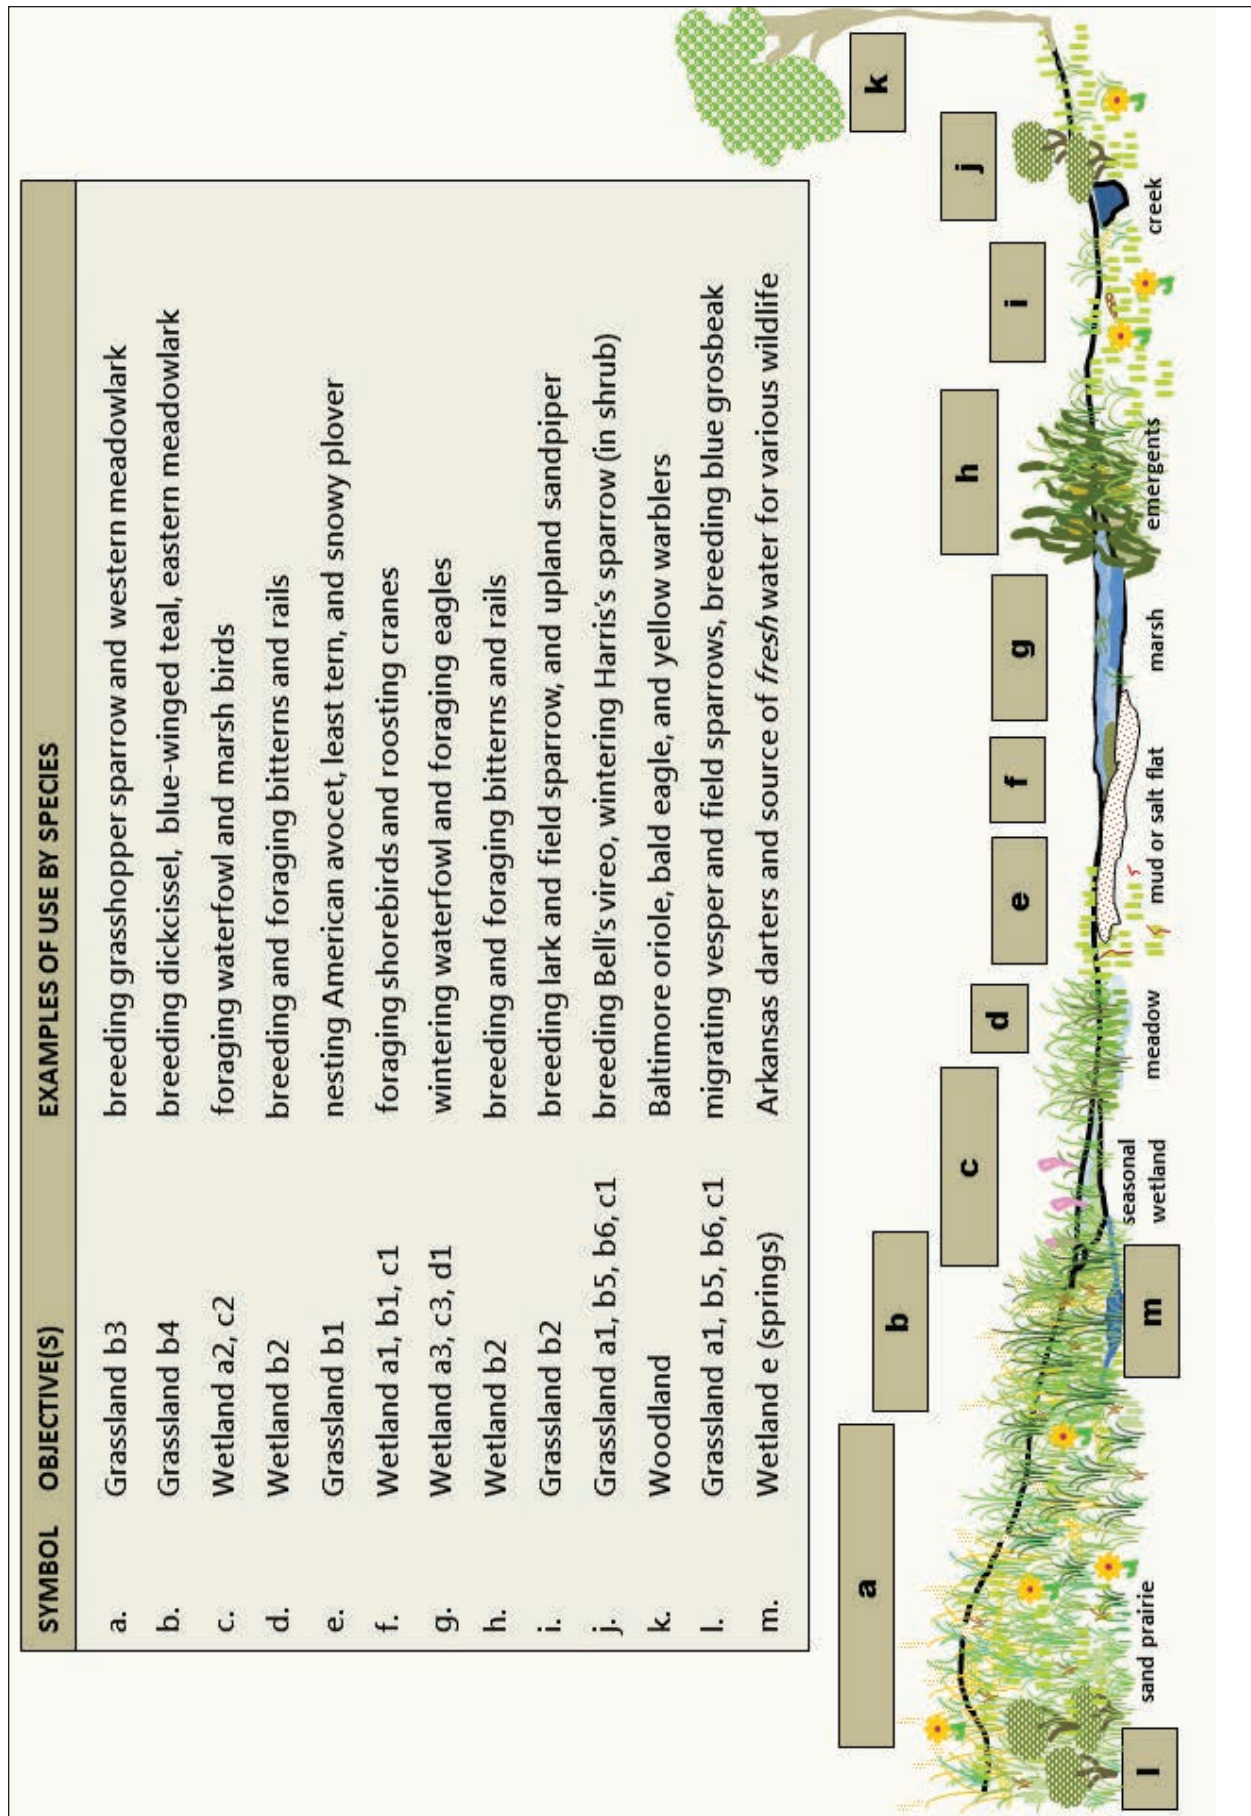 SYMBOL OBJECTIVE(S) EXAMPLES OF USE BY SPECIES
a. Grassland b3 breeding grasshopper sparrow and western meadowlark
b. Grassland b4 breeding dickcissel, blue-winged teal, eastern meadowlark
c. Wetland a2, c2 foraging waterfowl and marsh birds
d. Wetland b2 breeding and foraging bitterns and rails
e. Grassland b1 nesting American avocet, least tern, and snowy plover
f. Wetland a1, b1, c1 foraging shorebirds and roosting cranes
g. Wetland a3, c3, d1 wintering waterfowl and foraging eagles
h. Wetland b2 breeding and foraging bitterns and rails
i. Grassland b2 breeding lark and field sparrow, and upland sandpiper
j. Grassland a1, b5, b6, c1 breeding Bell's vireo, wintering Harris's sparrow (in shrub)
k. Woodland Baltimore oriole, bald eagle, and yellow warblers
l. Grassland a1, b5, b6, c1 migrating vesper and field sparrows, breeding blue grosbeak
m. Wetland e (springs) Arkansas darters and source of fresh water for various wildlife
a
b
c
d
e
f
g
h
i
j
k
l
m
sand prairie
seasonal
wetland
meadow
mud or salt flat
marsh
emergents
creek